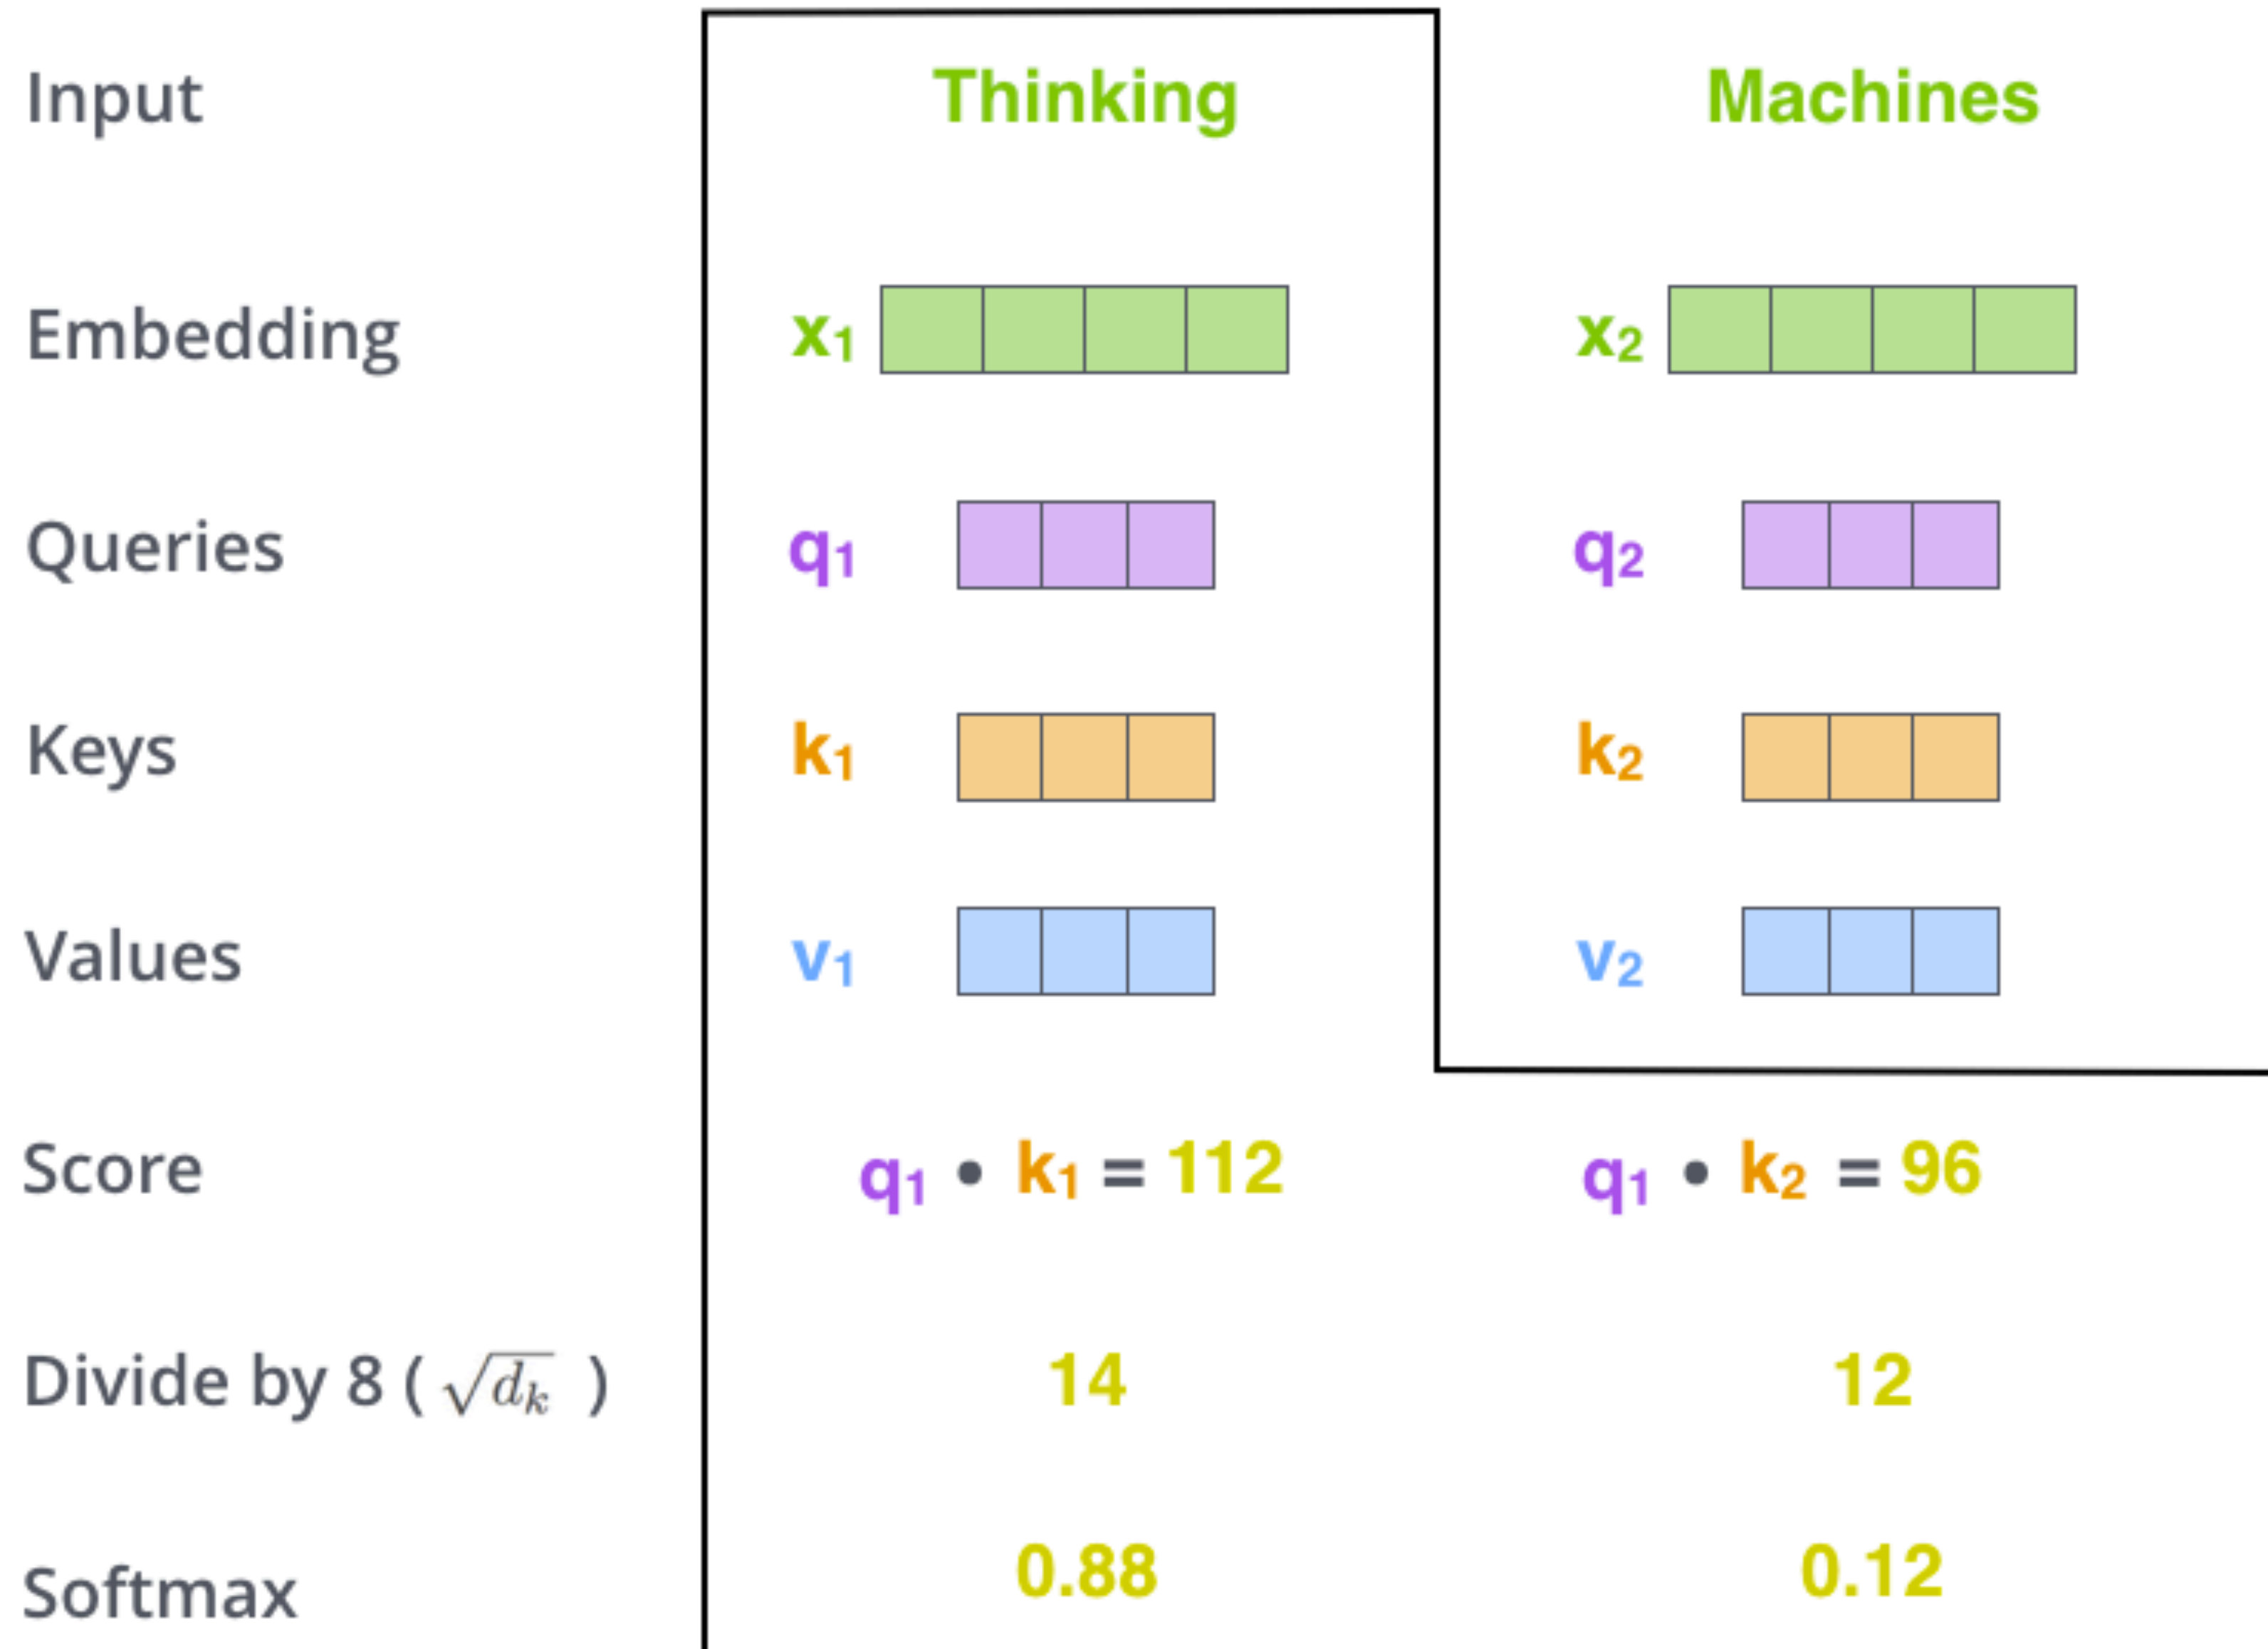 Input Thinking Machines
Embedding x1 x2
Queries q1 q2
Keys k1 k2
Values v1 v2
Score q1 • k1 = 112 q1 • k2 = 96
Divide by 8 ( √dk ) 14 12
Softmax 0.88 0.12